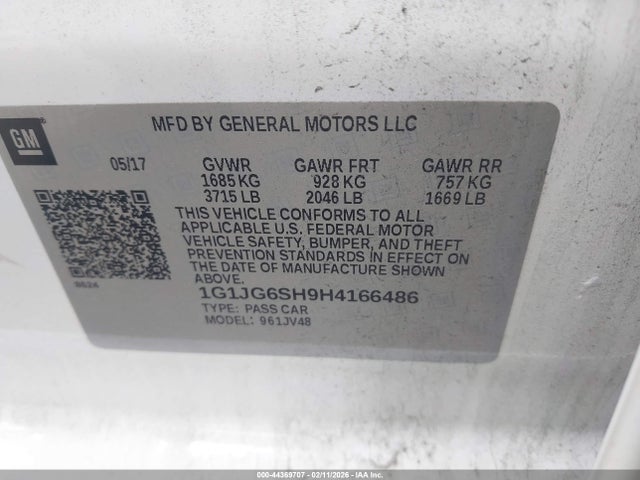 GM
MFD BY GENERAL MOTORS LLC
05/17 GVWR GAWR FRT GAWR RR
1685 KG 928 KG 757 KG
3715 LB 2046 LB 1669 LB
THIS VEHICLE CONFORMS TO ALL
APPLICABLE U.S. FEDERAL MOTOR
VEHICLE SAFETY, BUMPER, AND THEFT
PREVENTION STANDARDS IN EFFECT ON
THE DATE OF MANUFACTURE SHOWN
ABOVE.
8624
1G1JG6SH9H4166486
TYPE: PASS CAR
MODEL: 961JV48
000-44369707 - 02/11/2026 - COPYRIGHT IAA, INC.